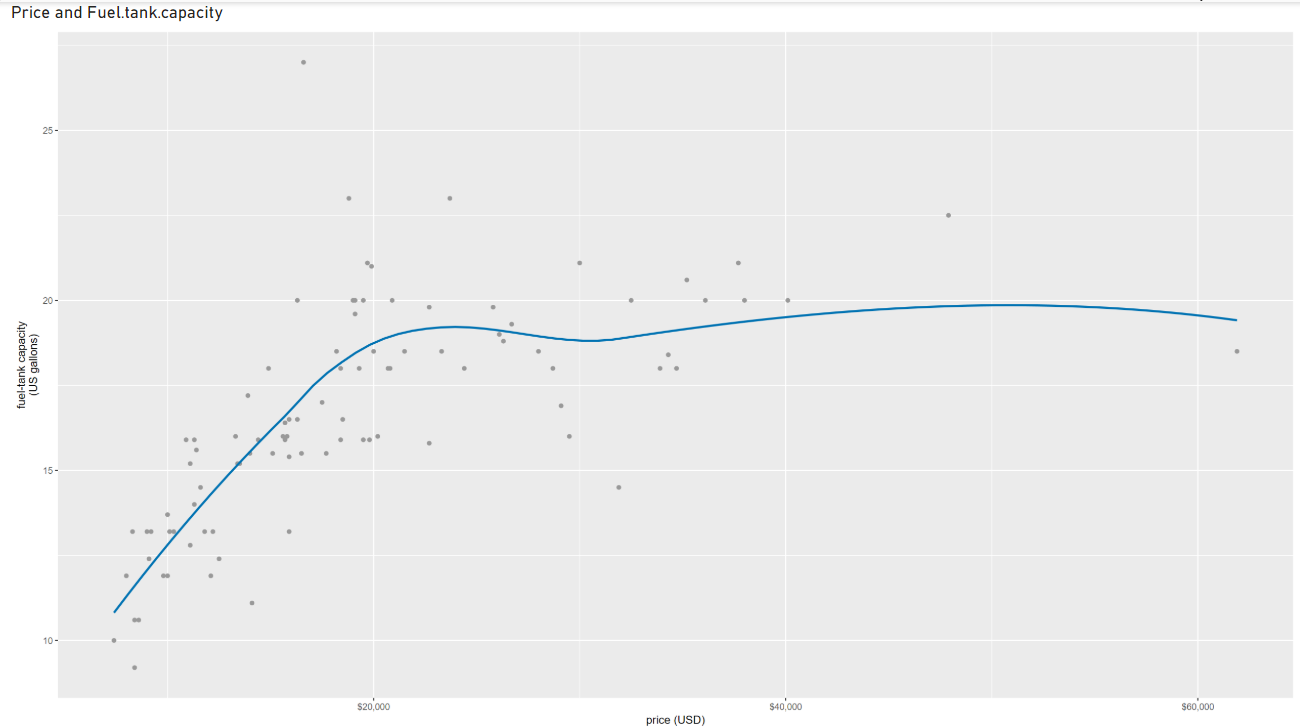 Price and Fuel.tank.capacity
25
20
15
10
fuel-tank capacity
(US gallons)
$20,000
$40,000
$60,000
price (USD)